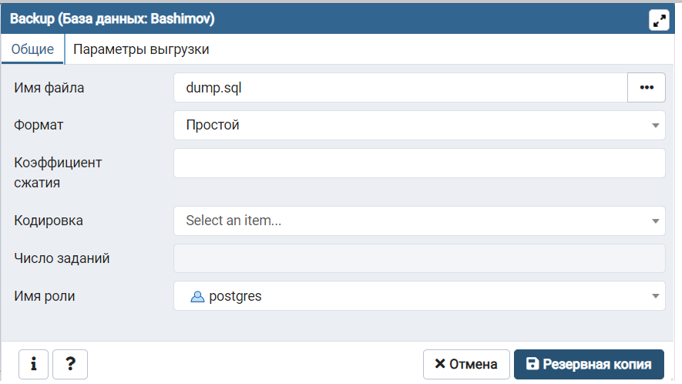 Backup (База данных: Bashimov)
Общие Параметры выгрузки
Имя файла dump.sql
Формат Простой
Коэффициент
сжатия
Кодировка Select an item...
Число заданий
Имя роли postgres
i ? Отмена Резервная копия